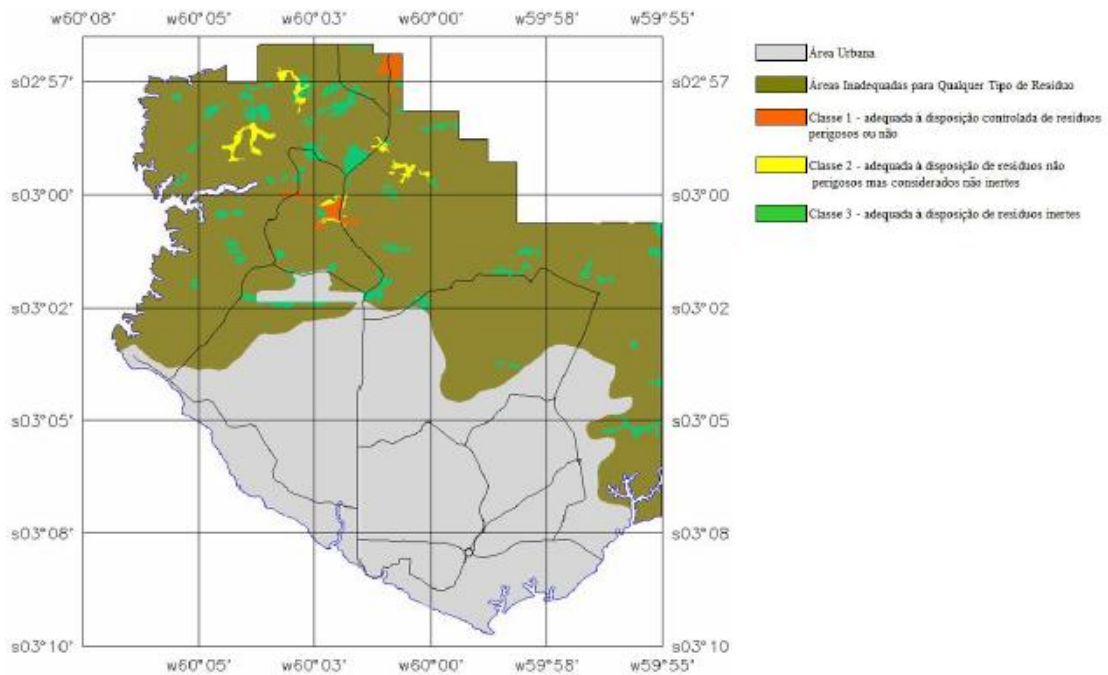 w60°08' w60°05' w60°03' w60°00' w59°58' w59°55'
s02°57' s02°57'
s03°00' s03°00'
s03°02' s03°02'
s03°05' s03°05'
s03°08' s03°08'
s03°10' s03°10
w60°05' w60°03' w60°00' w59°58' w59°55'
Área Urbana
Áreas Inadequadas para Qualquer Tipo de Resíduo
Classe 1 - adequada à disposição controlada de resíduos
perigosos ou não
Classe 2 - adequada à disposição de resíduos não
perigosos mas considerados não inertes
Classe 3 - adequada à disposição de resíduos inertes